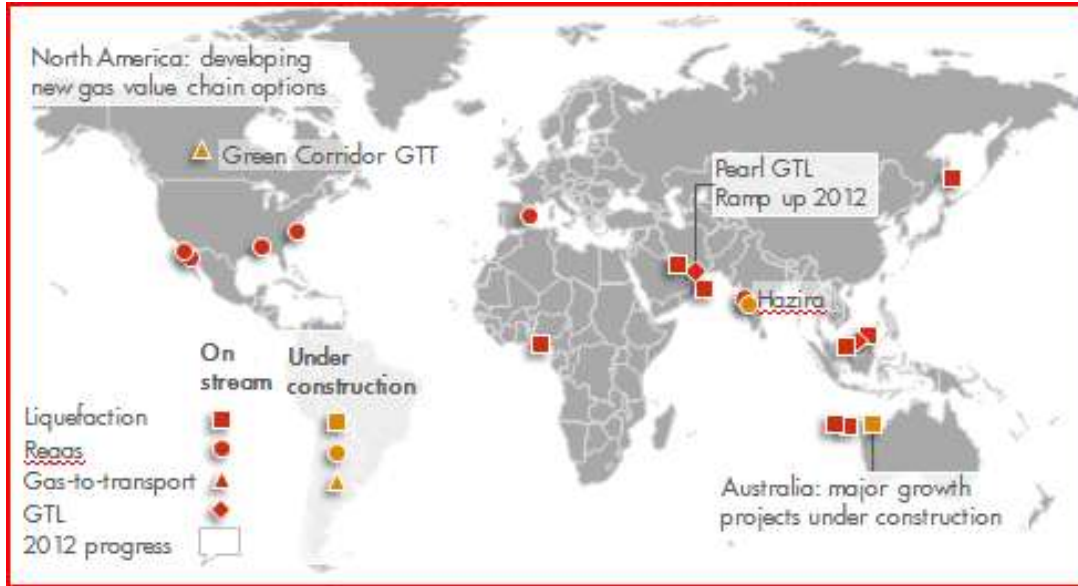 North America: developing
new gas value chain options
Green Corridor GTT
Pearl GTL
Ramp up 2012
Hazira
On
stream
Under
construction
Liquefaction
Regas
Gas-to-transport
GTL
2012 progress
Australia: major growth
projects under construction